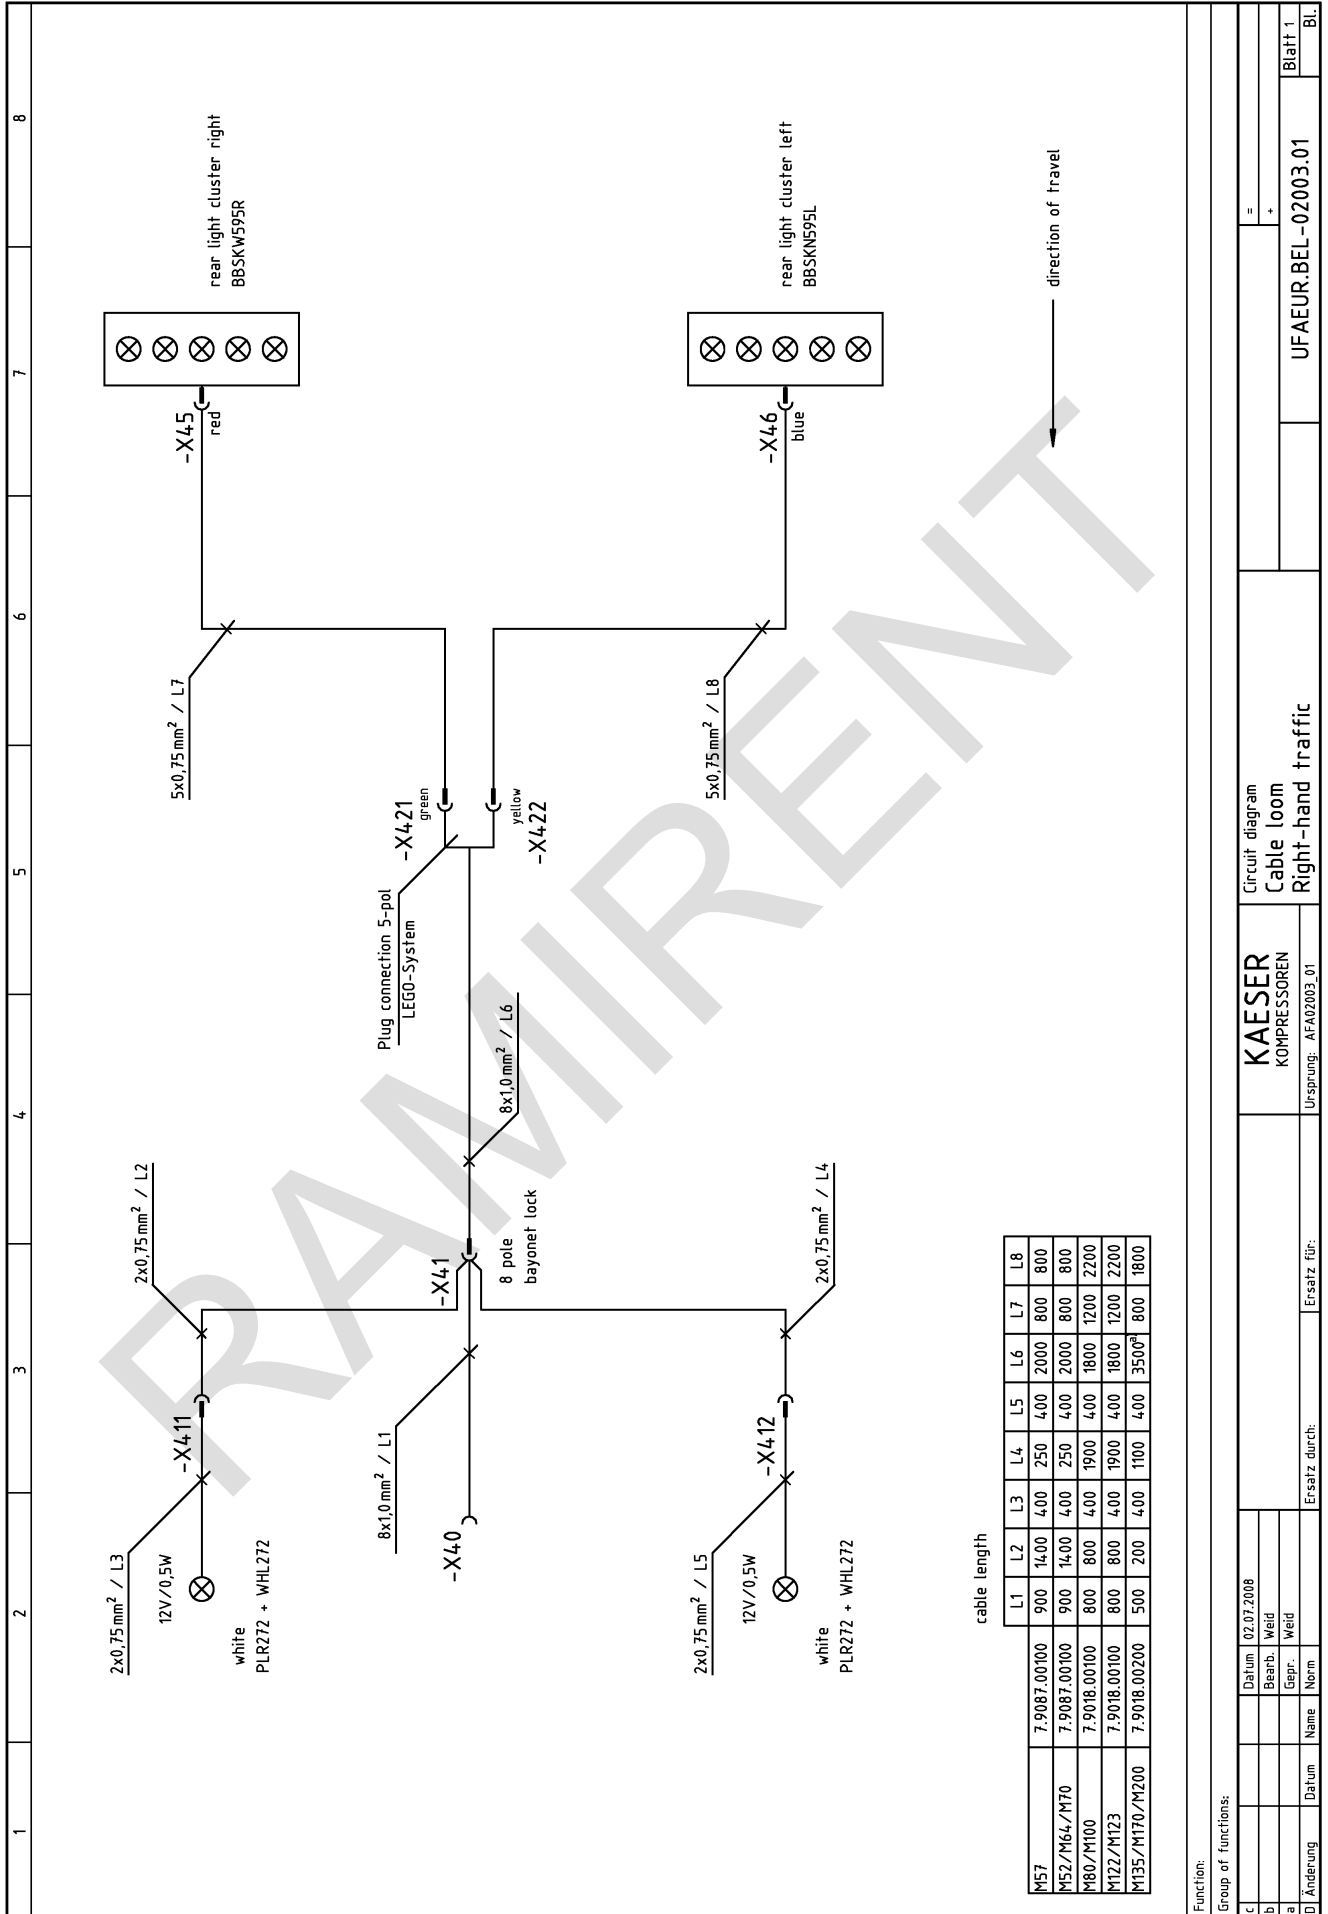 1 2 3 4 5 6 7 8
2x0,75mm² / L3
2x0,75mm² / L2
5x0,75mm² / L7
12V/0,5W
-X411
-X45
red
rear light cluster right
BBSKW595R
white
PLR272 + WHL272
8x1,0mm² / L1
Plug connection 5-pol
LEGO-System
-X421
green
-X40
-X41
8 pole
bayonet lock
8x1,0mm² / L6
yellow
-X422
2x0,75mm² / L5
5x0,75mm² / L8
12V/0,5W
-X412
2x0,75mm² / L4
-X46
blue
rear light cluster left
BBSKN595L
white
PLR272 + WHL272
direction of travel
cable length
L1 L2 L3 L4 L5 L6 L7 L8
M57 7.9087.00100 900 1400 400 250 400 2000 800 800
M52/M64/M70 7.9087.00100 900 1400 400 250 400 2000 800 800
M80/M100 7.9018.00100 800 800 400 1900 400 1800 1200 2200
M122/M123 7.9018.00100 800 800 400 1900 400 1800 1200 2200
M135/M170/M200 7.9018.00200 500 200 400 1100 400 3500a) 800 1800
RAMIRENT
Function:
Group of functions:
c Datum 02.07.2008
b Bearb. Weid
a Gepr. Weid
D Änderung Datum Name Norm
Ersatz durch: Ersatz für:
KAESER
KOMPRESSOREN
Ursprung: AFA02003_01
Circuit diagram
Cable loom
Right-hand traffic
=
+
UFAEUR.BEL-02003.01
Blatt 1
Bl.